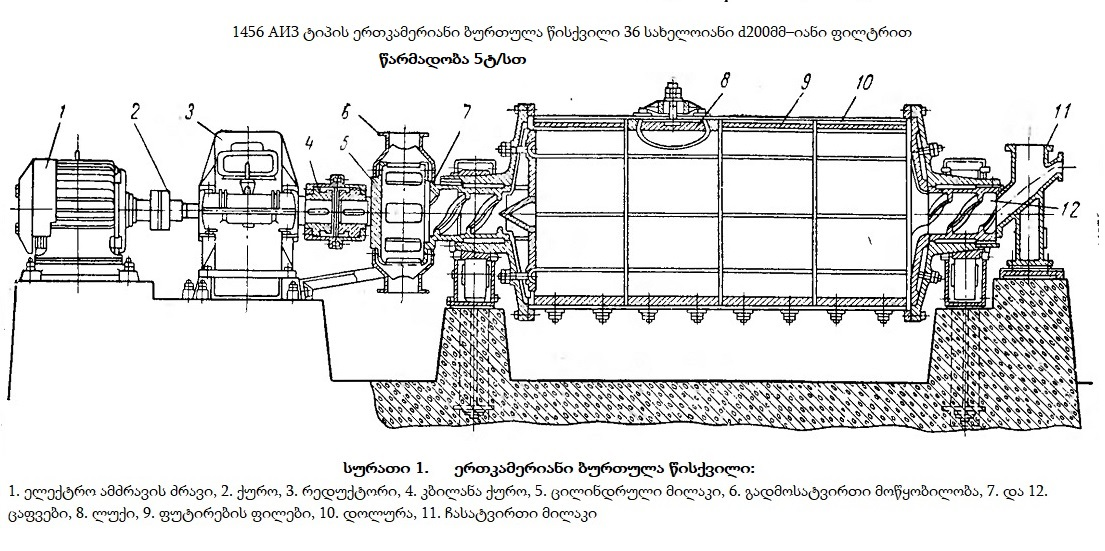 1456 АИЗ ტიპის ერთკამერიანი ბურთულა წისქვილი 36 სახელოიანი d200მმ–იანი ფილტრით
წარმადობა 5ტ/სთ
1 2 3 4 5 6 7 8 9 10 11
12
სურათი 1. ერთკამერიანი ბურთულა წისქვილი:
1. ელექტრო ამძრავის ძრავი, 2. ქურო, 3. რედუქტორი, 4. კბილანა ქურო, 5. ცილინდრული მილაკი, 6. გადმოსატვირთი მოწყობილობა, 7. და 12.
ცაფვები, 8. ლუქი, 9. ფუტირების ფილები, 10. დოლურა, 11. ჩასატვირთი მილაკი